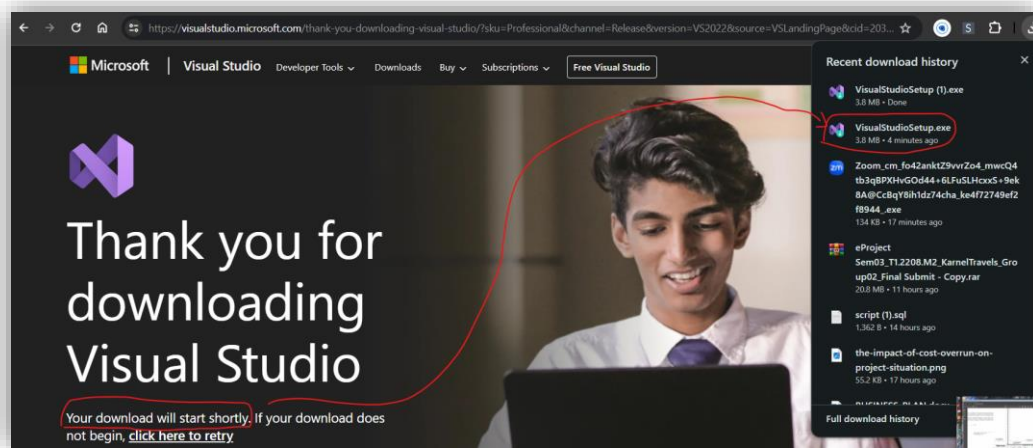 https://visualstudio.microsoft.com/thank-you-downloading-visual-studio/?sku=Professional&channel=Release&version=VS2022&source=VSLandingPage&cid=203...
Microsoft | Visual Studio Developer Tools Downloads Buy Subscriptions Free Visual Studio
Thank you for
downloading
Visual Studio
Your download will start shortly. If your download does
not begin, click here to retry
Recent download history
VisualStudioSetup (1).exe
3.8 MB • Done
VisualStudioSetup.exe
3.8 MB • 4 minutes ago
Zoom_cm_fo42anktZ9vvrZo4_mwcQ4
tb3qBPXHvGOd44+6LFuSLHcxxS+9ek
8A@CcBqY8ih1dz74cha_ke4f72749ef2
f8944_.exe
134 KB • 17 minutes ago
eProject
Sem03_T1.2208.M2_KarnelTravels_Gro
up02_Final Submit - Copy.rar
20.8 MB • 11 hours ago
script (1).sql
1,362 B • 14 hours ago
the-impact-of-cost-overrun-on-
project-situation.png
55.2 KB • 17 hours ago
Full download history